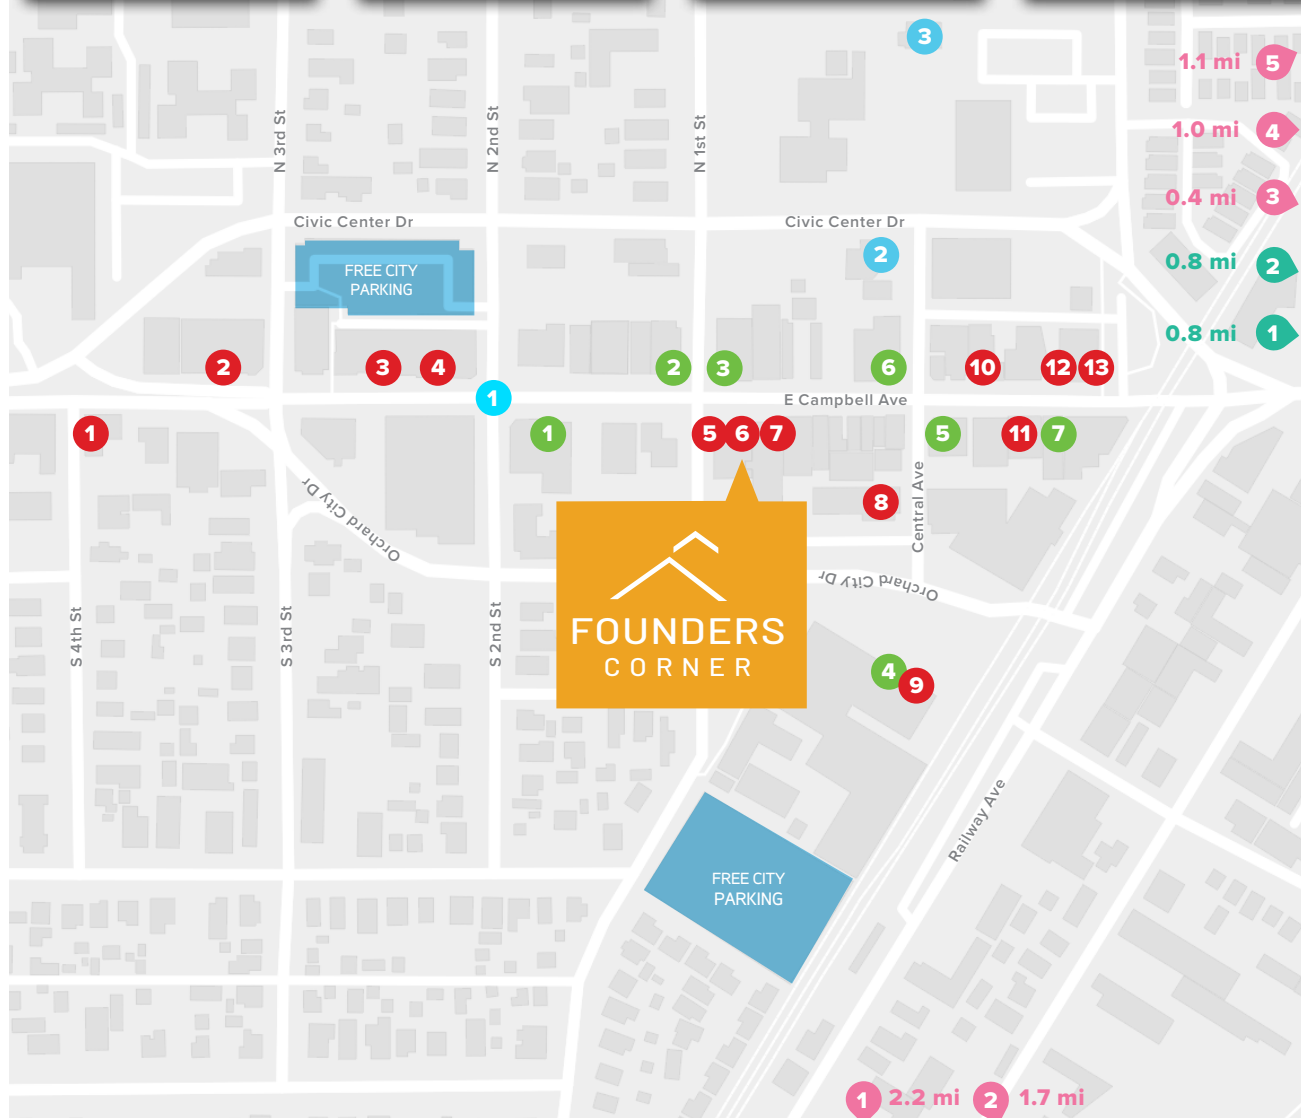 3
1.1 mi 5
1.0 mi 4
N 3rd St
N 2nd St
N 1st St
0.4 mi 3
Civic Center Dr
Civic Center Dr
2
0.8 mi 2
FREE CITY
PARKING
0.8 mi 1
2
3
4
2
3
6
10
12
13
1
E Campbell Ave
1
1
5
6
7
5
11
7
Orchard City Dr
8
Central Ave
Orchard City Dr
S 4th St
S 3rd St
S 2nd St
FOUNDERS
CORNER
4
9
Railway Ave
FREE CITY
PARKING
1 2.2 mi
2 1.7 mi